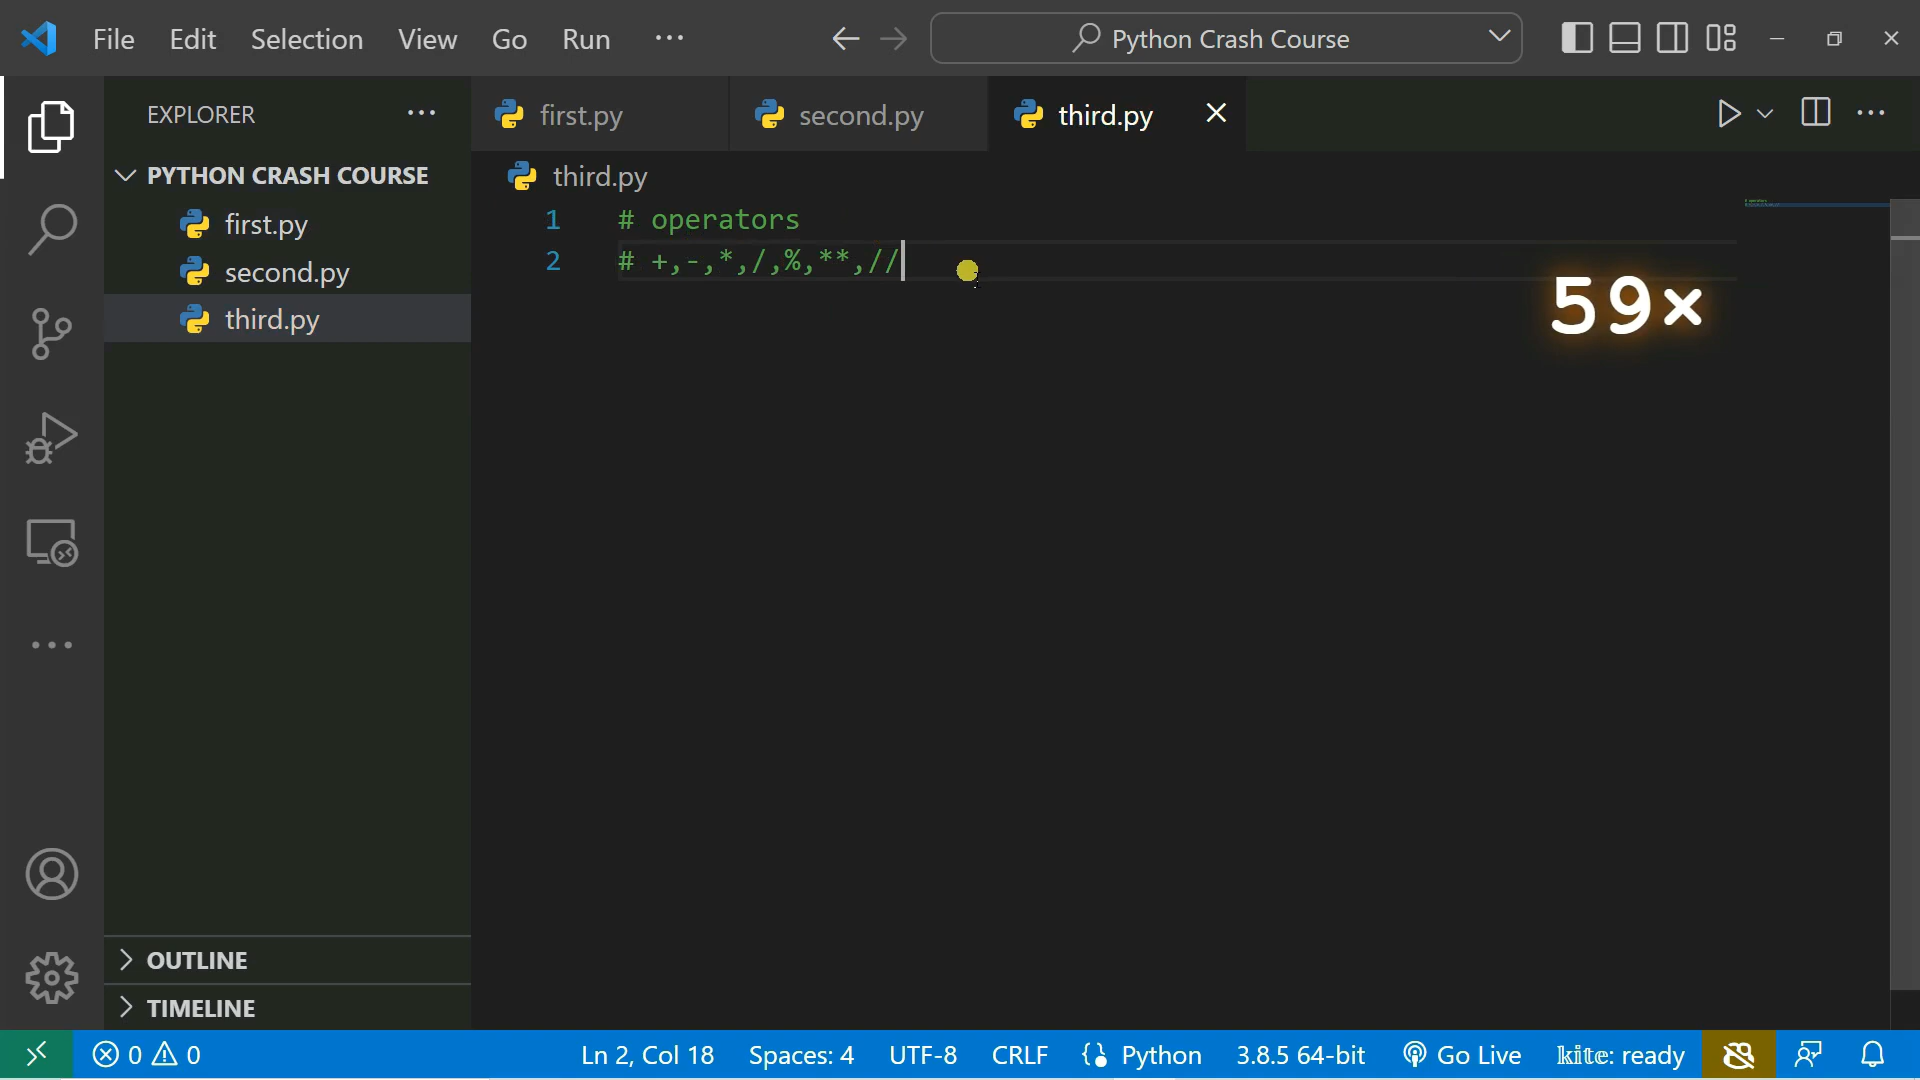 File Edit Selection View Go Run ...
Python Crash Course
EXPLORER ...
first.py
second.py
third.py
PYTHON CRASH COURSE
first.py
second.py
third.py
third.py
1 # operators
2 # +,-,*,/,%,**,//
59×
OUTLINE
TIMELINE
0 0 Ln 2, Col 18 Spaces: 4 UTF-8 CRLF Python 3.8.5 64-bit Go Live kite: ready